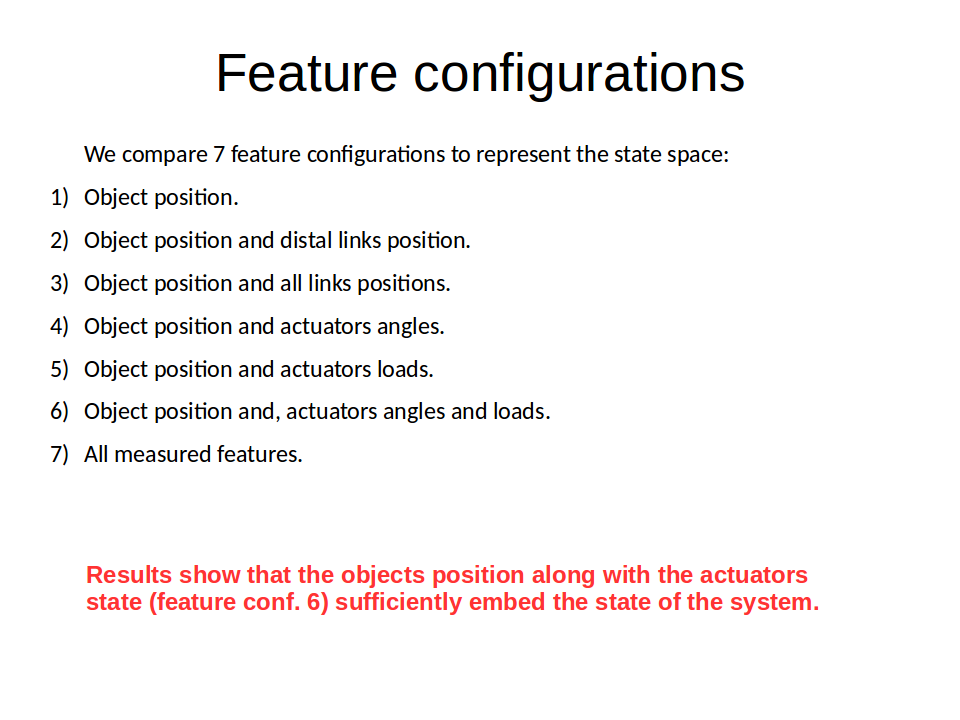 Feature configurations
We compare 7 feature configurations to represent the state space:
1) Object position.
2) Object position and distal links position.
3) Object position and all links positions.
4) Object position and actuators angles.
5) Object position and actuators loads.
6) Object position and, actuators angles and loads.
7) All measured features.
Results show that the objects position along with the actuators
state (feature conf. 6) sufficiently embed the state of the system.